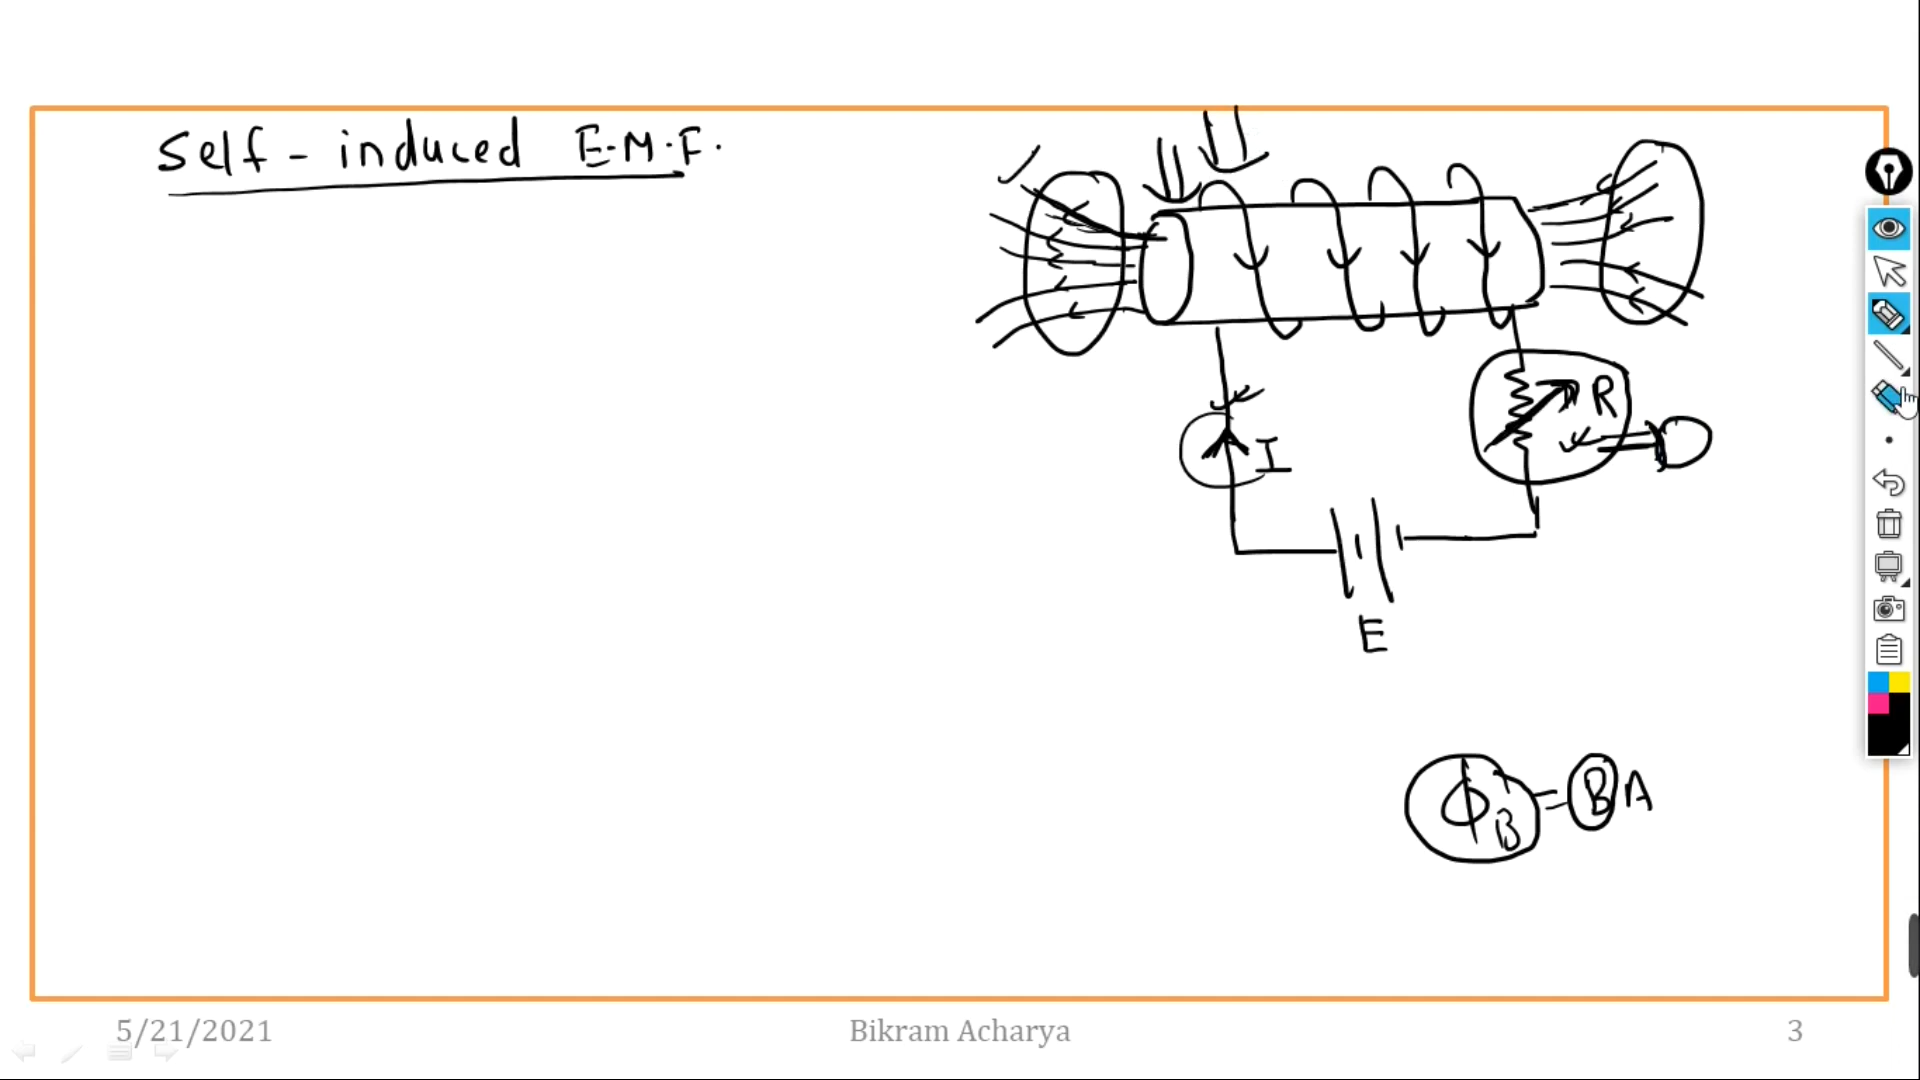 Self - induced E.M.F.
R
I
E
ϕB = BA
5/21/2021 Bikram Acharya 3